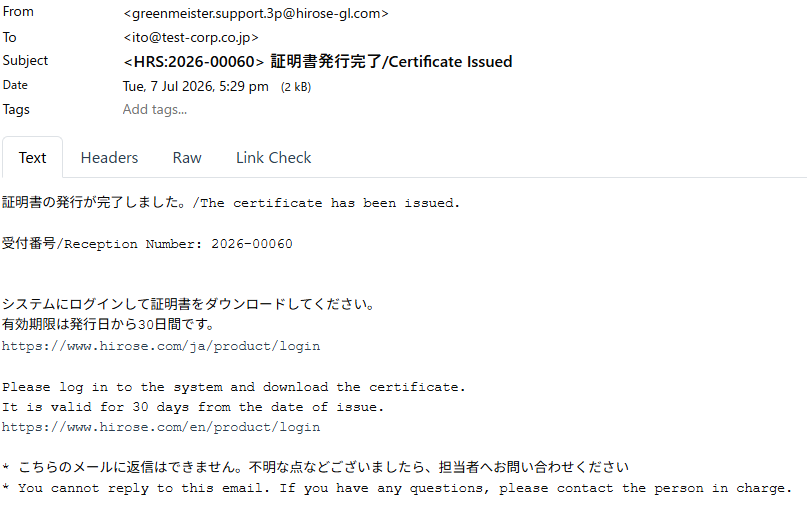 From <greenmeister.support.3p@hirose-gl.com>
To <ito@test-corp.co.jp>
Subject <HRS:2026-00060> 証明書発行完了/Certificate Issued
Date Tue, 7 Jul 2026, 5:29 pm (2 kB)
Tags Add tags...
Text Headers Raw Link Check
証明書の発行が完了しました。/The certificate has been issued.
受付番号/Reception Number: 2026-00060
システムにログインして証明書をダウンロードしてください。
有効期限は発行日から30日間です。
https://www.hirose.com/ja/product/login
Please log in to the system and download the certificate.
It is valid for 30 days from the date of issue.
https://www.hirose.com/en/product/login
* こちらのメールに返信はできません。不明な点などございましたら、担当者へお問い合わせください
* You cannot reply to this email. If you have any questions, please contact the person in charge.